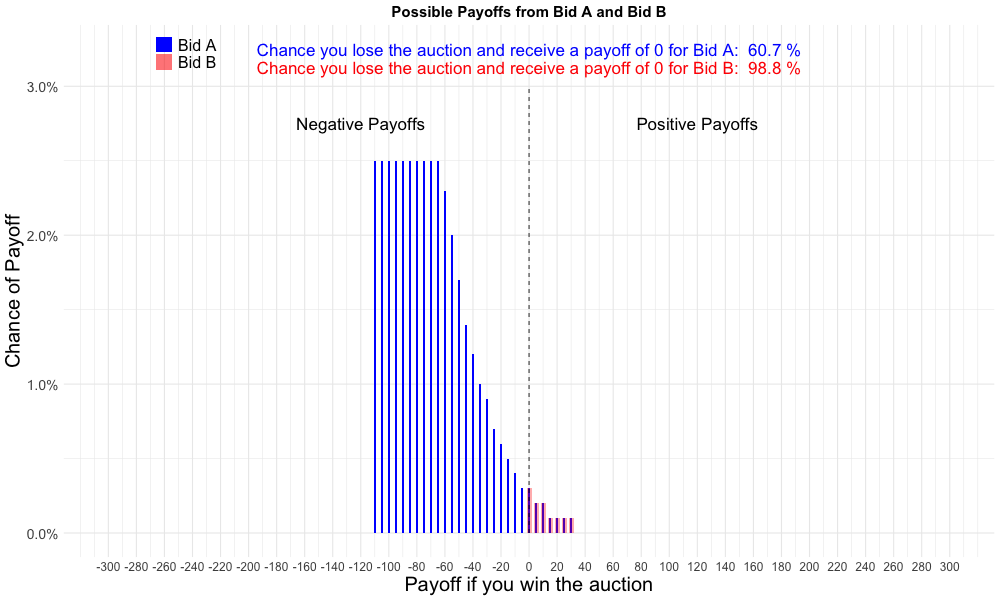 Possible Payoffs from Bid A and Bid B
Bid A
Bid B
Chance you lose the auction and receive a payoff of 0 for Bid A: 60.7 %
Chance you lose the auction and receive a payoff of 0 for Bid B: 98.8 %
Negative Payoffs
Positive Payoffs
Chance of Payoff
3.0%
2.0%
1.0%
0.0%
-300 -280 -260 -240 -220 -200 -180 -160 -140 -120 -100 -80 -60 -40 -20 0 20 40 60 80 100 120 140 160 180 200 220 240 260 280 300
Payoff if you win the auction